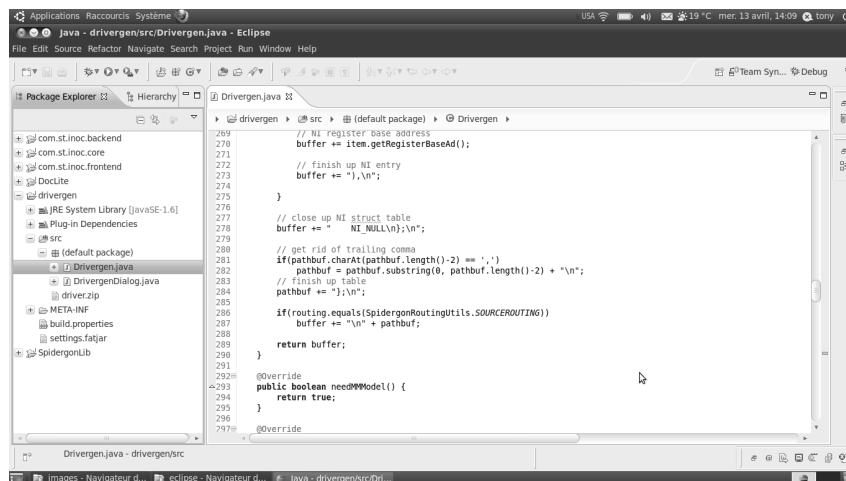 Applications Raccourcis Système
USA
19 °C mer. 13 avril, 14:09 tony
Java - drivergen/src/Drivergen.java - Eclipse
File Edit Source Refactor Navigate Search Project Run Window Help
Team Syn... Debug
Package Explorer Hierarchy
Drivergen.java
drivergen src (default package) Drivergen
com.st.inoc.backend
com.st.inoc.core
com.st.inoc.frontend
DocLite
drivergen
JRE System Library [JavaSE-1.6]
Plug-in Dependencies
src
(default package)
Drivergen.java
DrivergenDialog.java
driver.zip
META-INF
build.properties
settings.fatjar
SpidergonLib
269 // NI register base address
270 buffer += item.getRegisterBaseAd();
271
272 // finish up NI entry
273 buffer += "),\n";
274
275 }
276
277 // close up NI struct table
278 buffer += "    NI_NULL\n};\n";
279
280 // get rid of trailing comma
281 if(pathbuf.charAt(pathbuf.length()-2) == ',')
282 pathbuf = pathbuf.substring(0, pathbuf.length()-2) + "\n";
283 // finish up table
284 pathbuf += "};\n";
285
286 if(routing.equals(SpidergonRoutingUtils.SOURCEROUTING))
287 buffer += "\n" + pathbuf;
288
289 return buffer;
290 }
291
292 @Override
293 public boolean needMMModel() {
294 return true;
295 }
296
297 @Override
Drivergen.java - drivergen/src
images - Navigateur d... eclipse - Navigateur d... Java - drivergen/src/Dri...